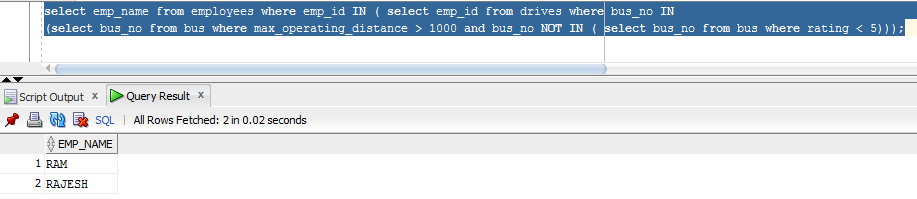 select emp_name from employees where emp_id IN ( select emp_id from drives where bus_no IN
(select bus_no from bus where max_operating_distance > 1000 and bus_no NOT IN ( select bus_no from bus where rating < 5)));
Script Output x Query Result x
SQL | All Rows Fetched: 2 in 0.02 seconds
EMP_NAME
1 RAM
2 RAJESH